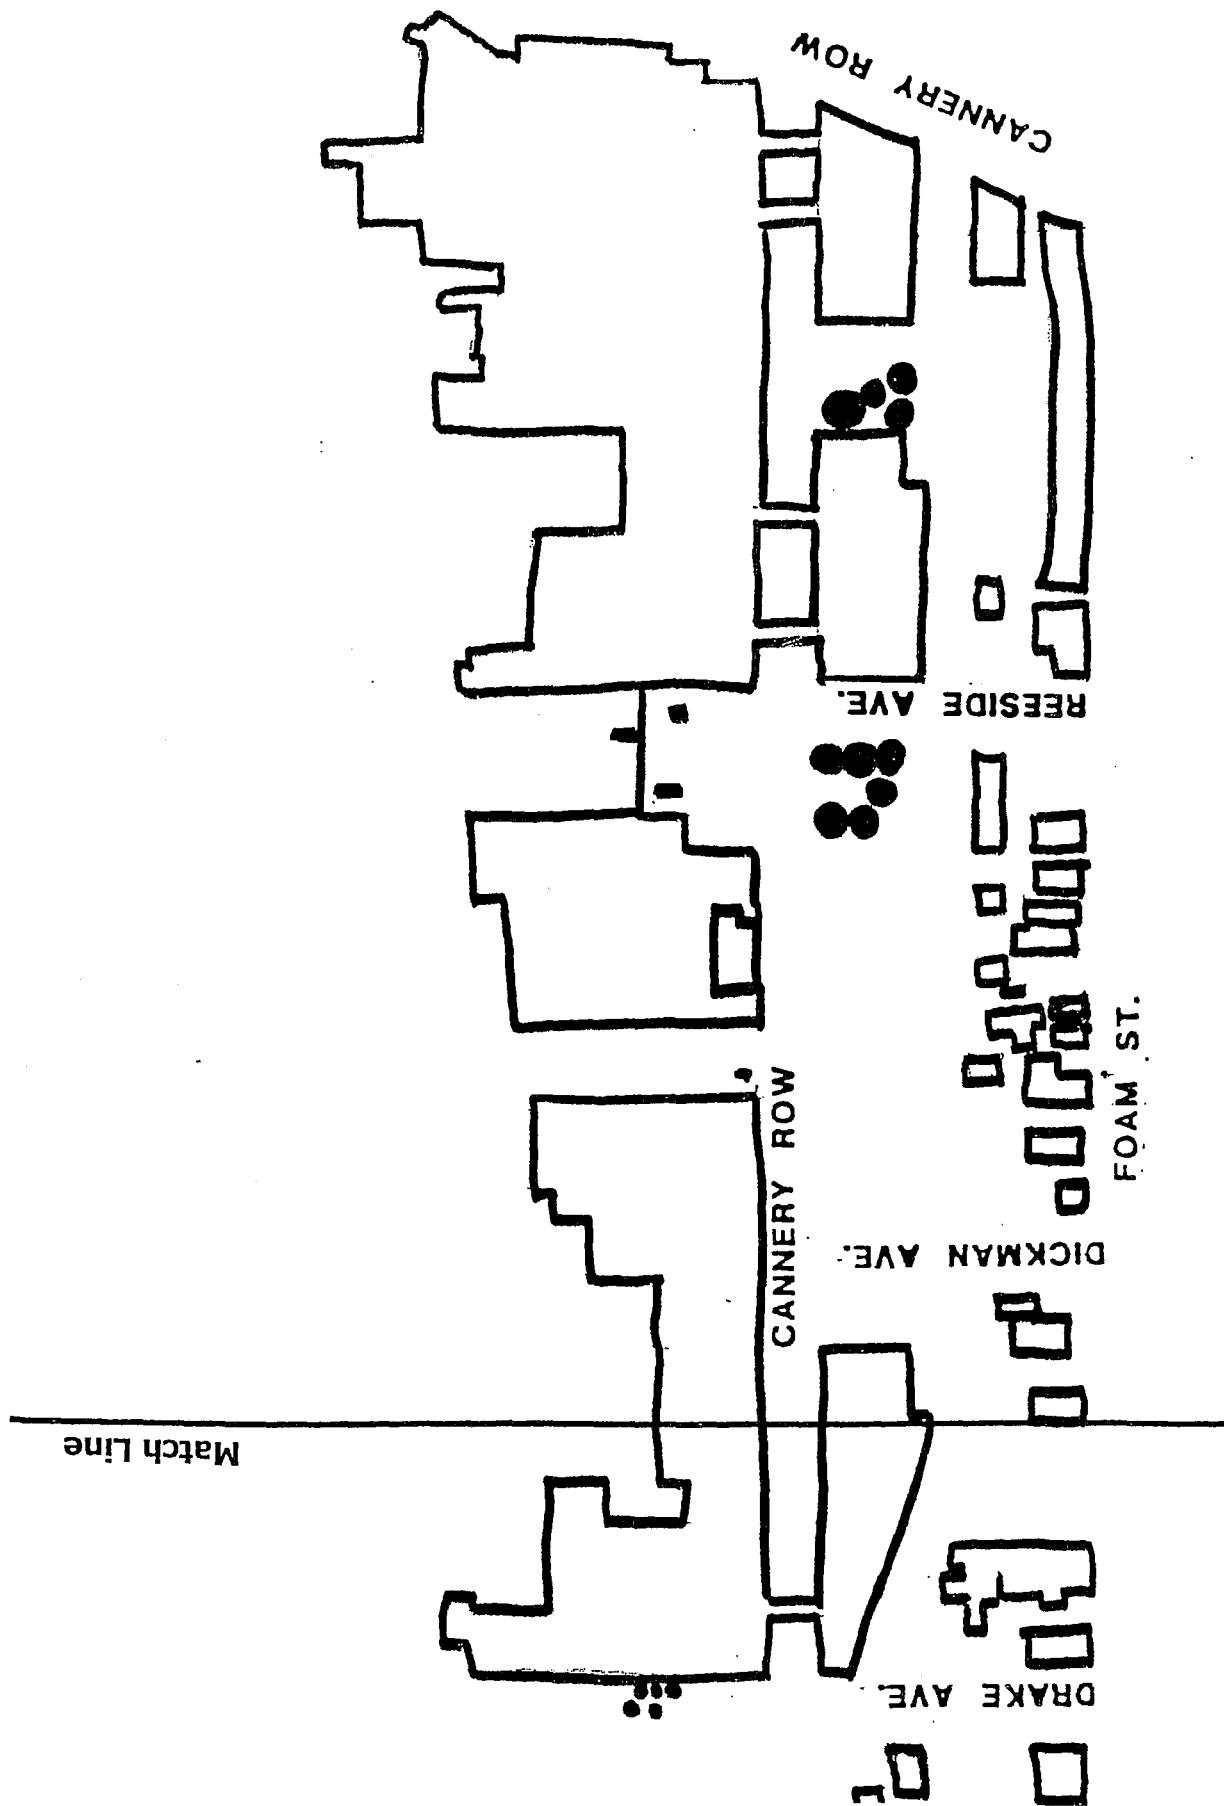 CANNERY ROW
REESIDE AVE.
FOAM ST.
CANNERY ROW
DICKMAN AVE.
Match Line
DRAKE AVE.